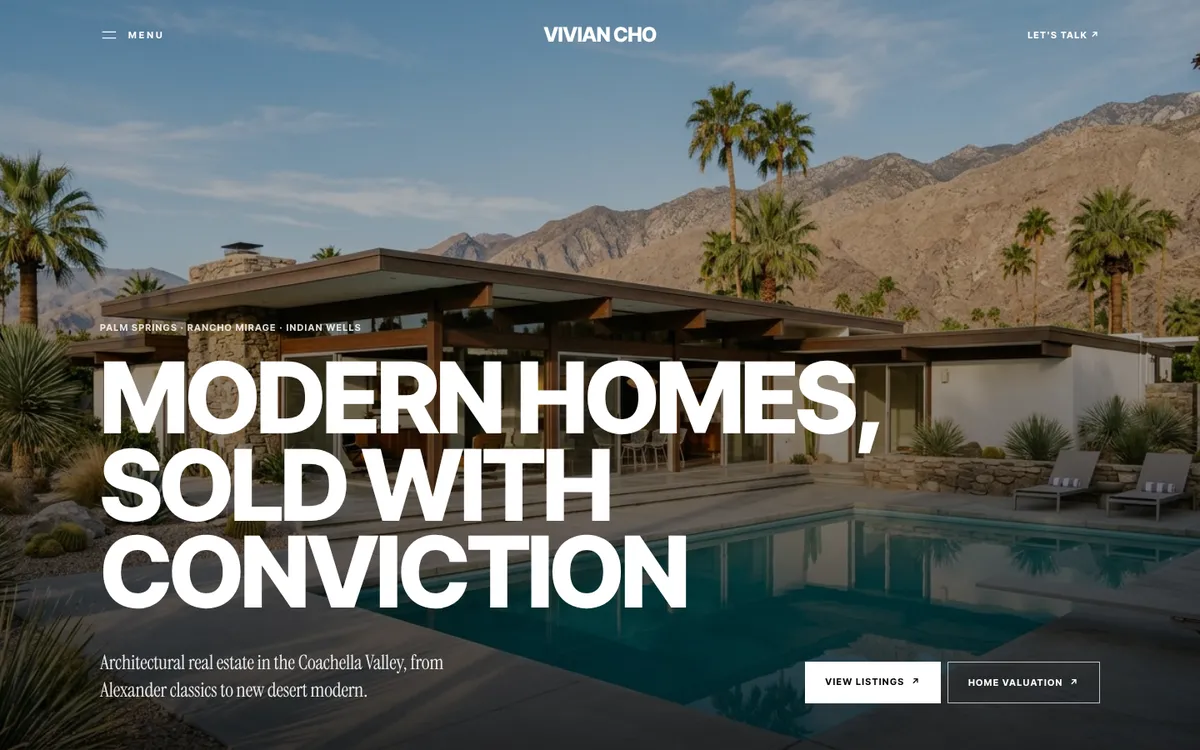 MENU
VIVIAN CHO
LET'S TALK ↗
PALM SPRINGS · RANCHO MIRAGE · INDIAN WELLS
MODERN HOMES,
SOLD WITH
CONVICTION
Architectural real estate in the Coachella Valley, from
Alexander classics to new desert modern.
VIEW LISTINGS ↗
HOME VALUATION ↗